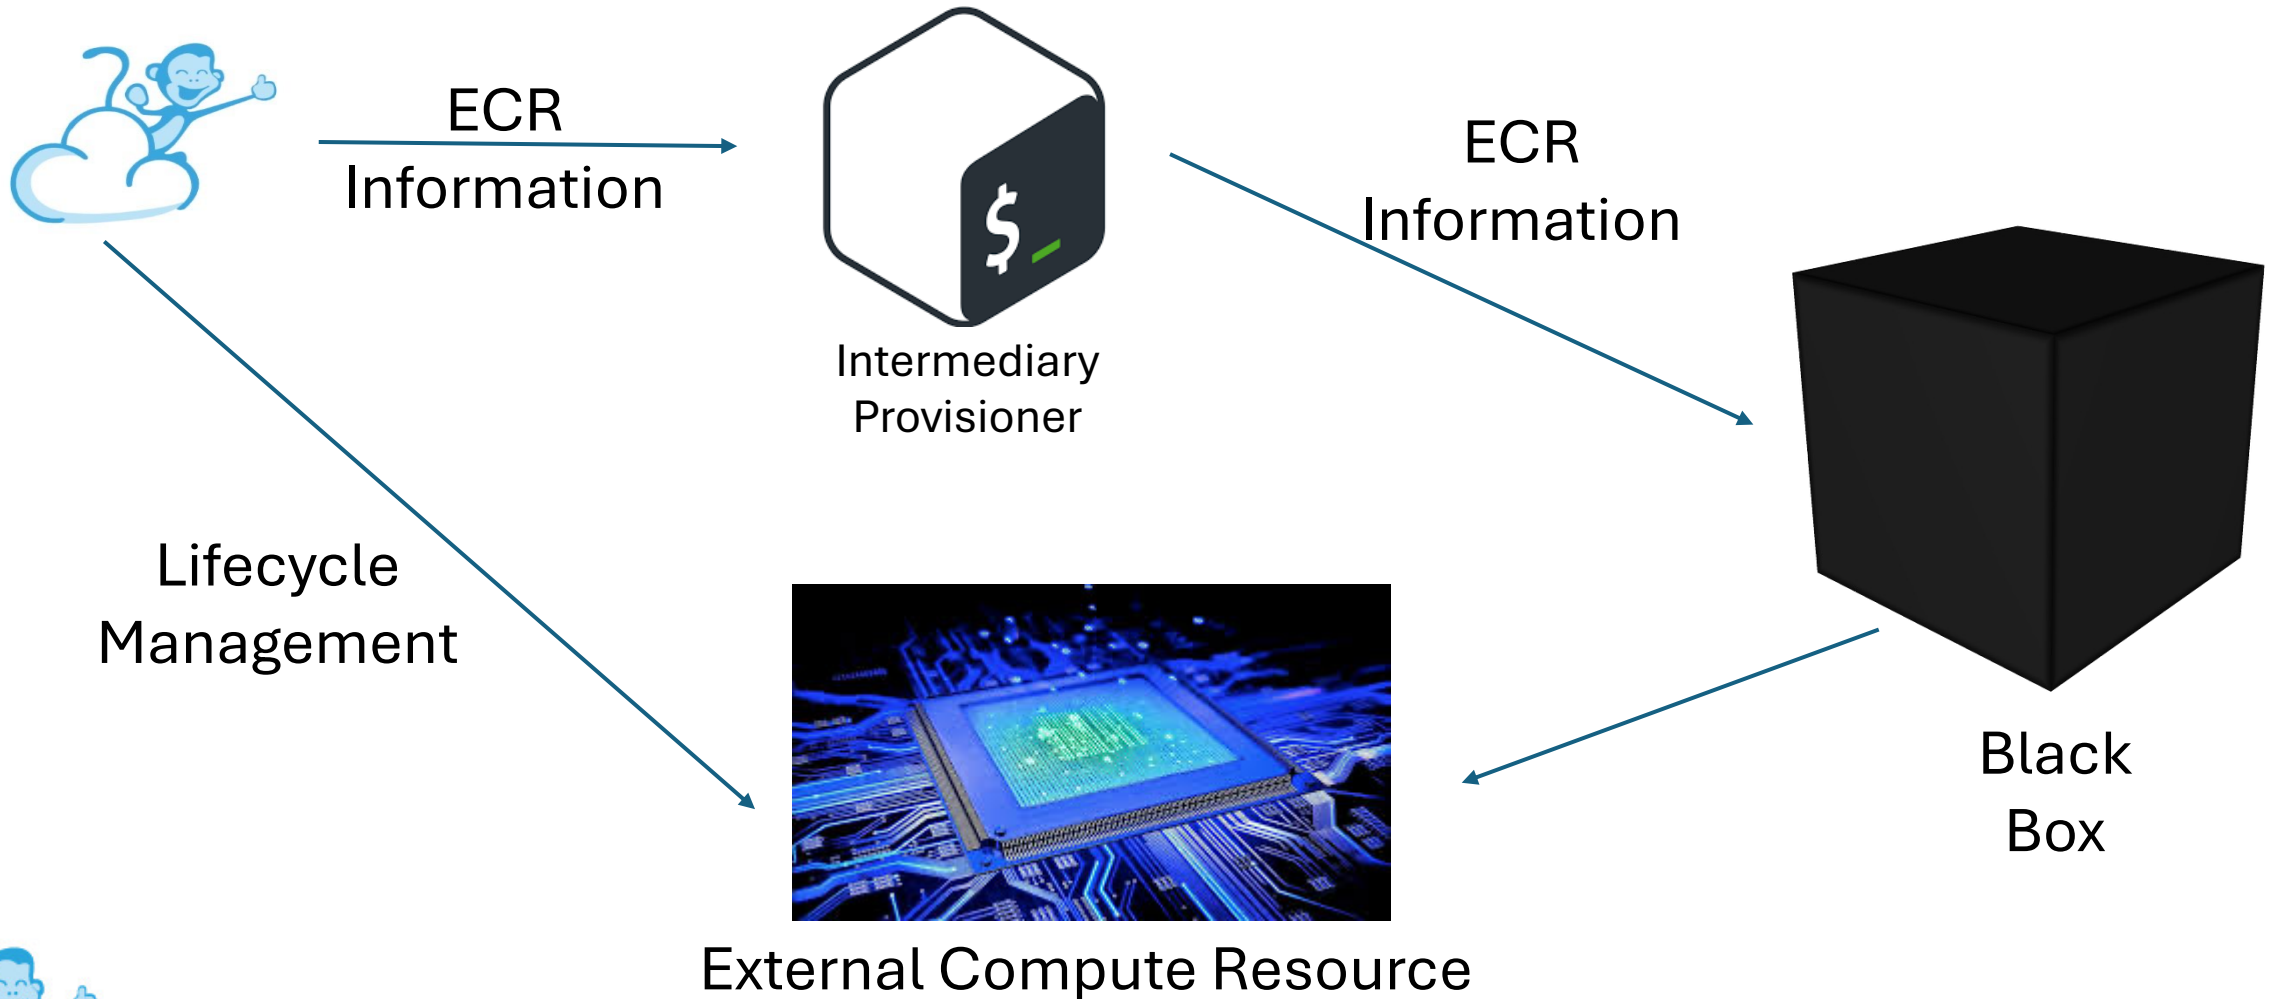 ECR
Information
ECR
Information
$_
Intermediary
Provisioner
Lifecycle
Management
Black
Box
External Compute Resource